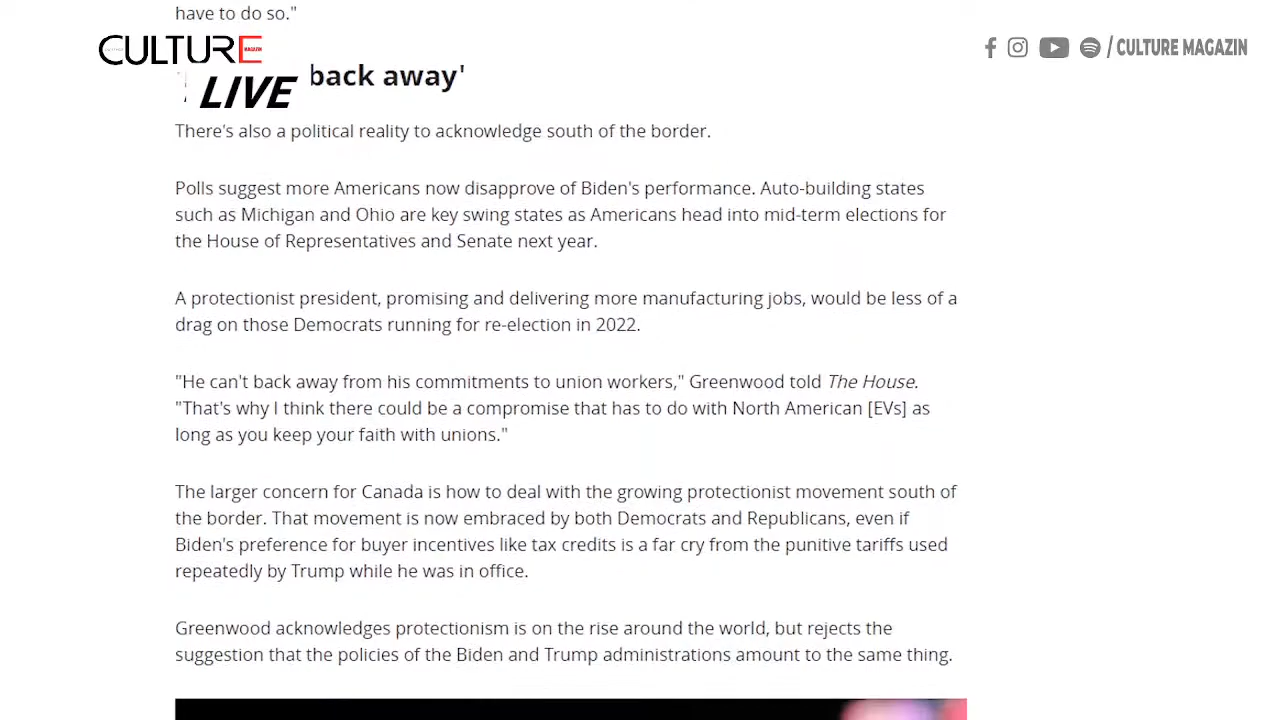 have to do so."
CULTURE MAGAZIN
/ CULTURE MAGAZIN
LIVE
back away'
There's also a political reality to acknowledge south of the border.
Polls suggest more Americans now disapprove of Biden's performance. Auto-building states
such as Michigan and Ohio are key swing states as Americans head into mid-term elections for
the House of Representatives and Senate next year.
A protectionist president, promising and delivering more manufacturing jobs, would be less of a
drag on those Democrats running for re-election in 2022.
"He can't back away from his commitments to union workers," Greenwood told The House.
"That's why I think there could be a compromise that has to do with North American [EVs] as
long as you keep your faith with unions."
The larger concern for Canada is how to deal with the growing protectionist movement south of
the border. That movement is now embraced by both Democrats and Republicans, even if
Biden's preference for buyer incentives like tax credits is a far cry from the punitive tariffs used
repeatedly by Trump while he was in office.
Greenwood acknowledges protectionism is on the rise around the world, but rejects the
suggestion that the policies of the Biden and Trump administrations amount to the same thing.